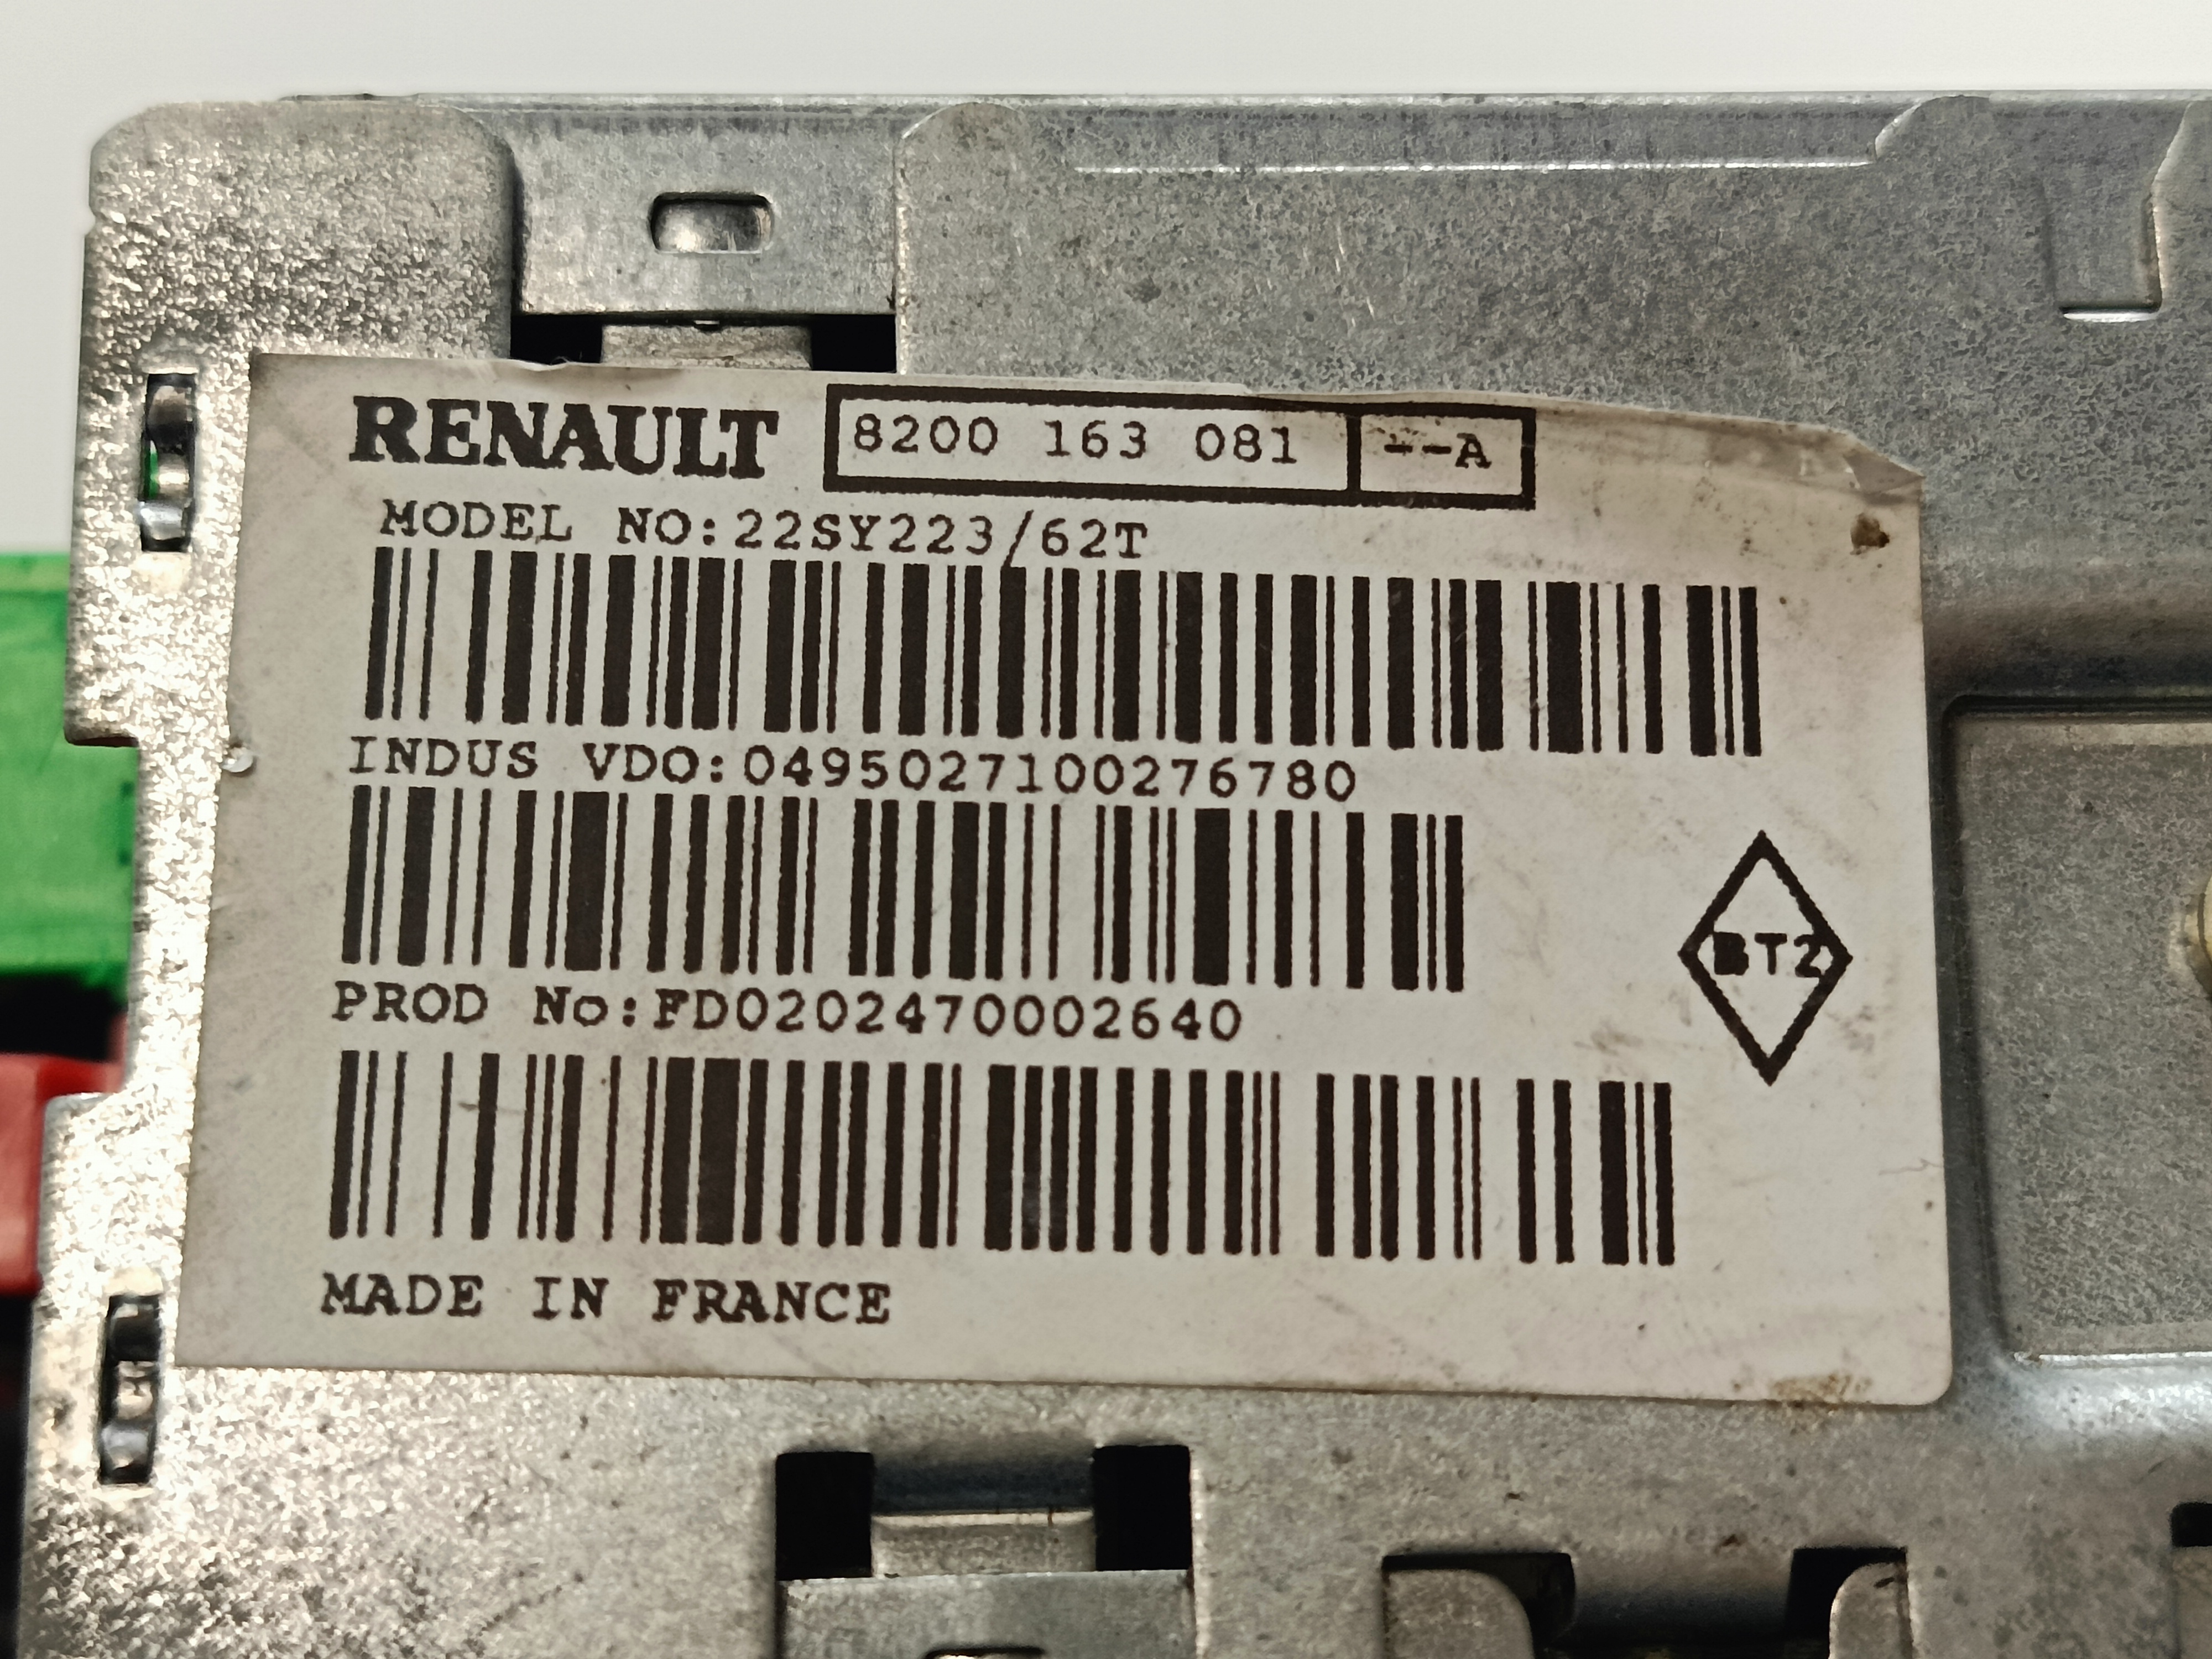 RENAULT 8200 163 081 --A
MODEL NO:22SY223/62T
INDUS VDO:0495027100276780
BT2
PROD No:FD0202470002640
MADE IN FRANCE